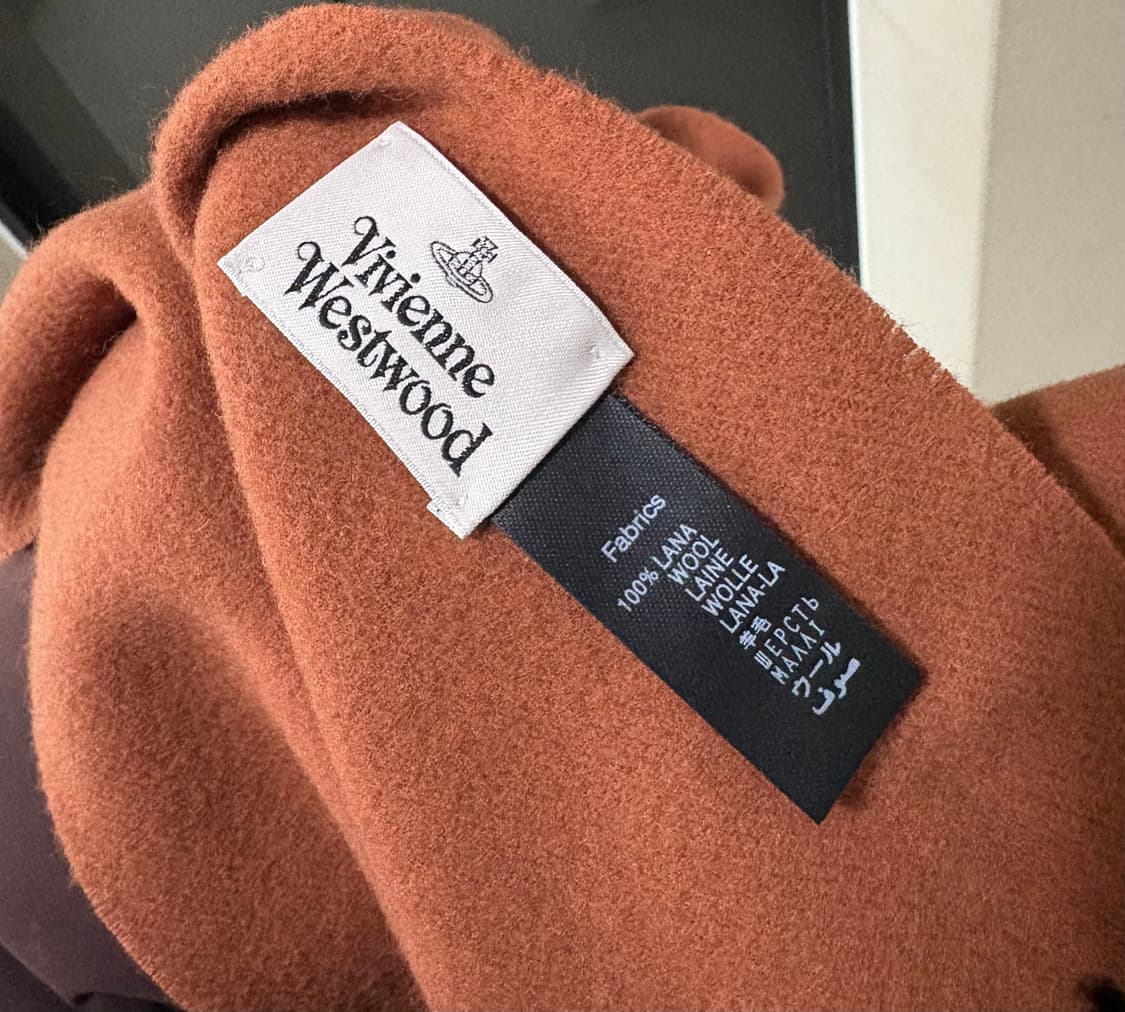 Vivienne
Westwood
Fabrics
100% LANA
WOOL
LAINE
WOLLE
LANA-LA
羊毛
ШЕРСТЬ
ΜΑΛΛΙ
ウール
صوف